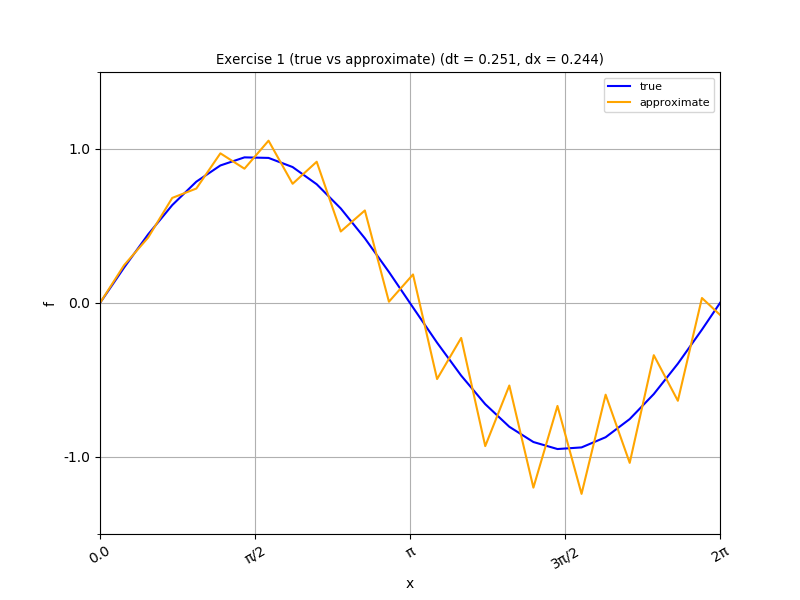 Exercise 1 (true vs approximate) (dt = 0.251, dx = 0.244)
true
approximate
1.0
0.0
-1.0
f
0.0
π/2
π
3π/2
2π
x